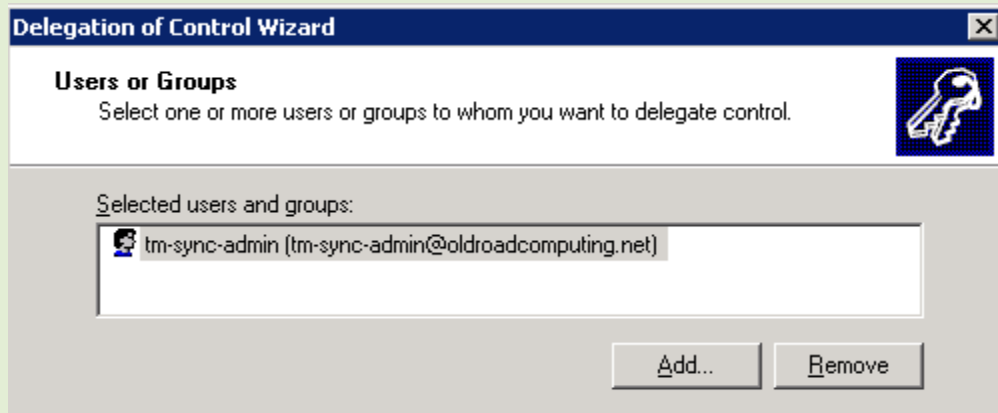 Delegation of Control Wizard
Users or Groups
Select one or more users or groups to whom you want to delegate control.
Selected users and groups:
tm-sync-admin (tm-sync-admin@oldroadcomputing.net)
Add... Remove